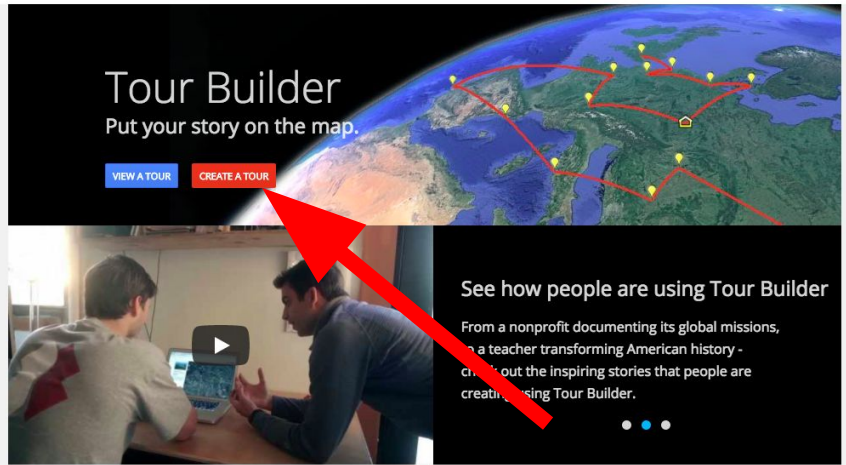 Tour Builder
Put your story on the map.
VIEW A TOUR
CREATE A TOUR
See how people are using Tour Builder
From a nonprofit documenting its global missions,
a teacher transforming American history -
out the inspiring stories that people are
creating using Tour Builder.